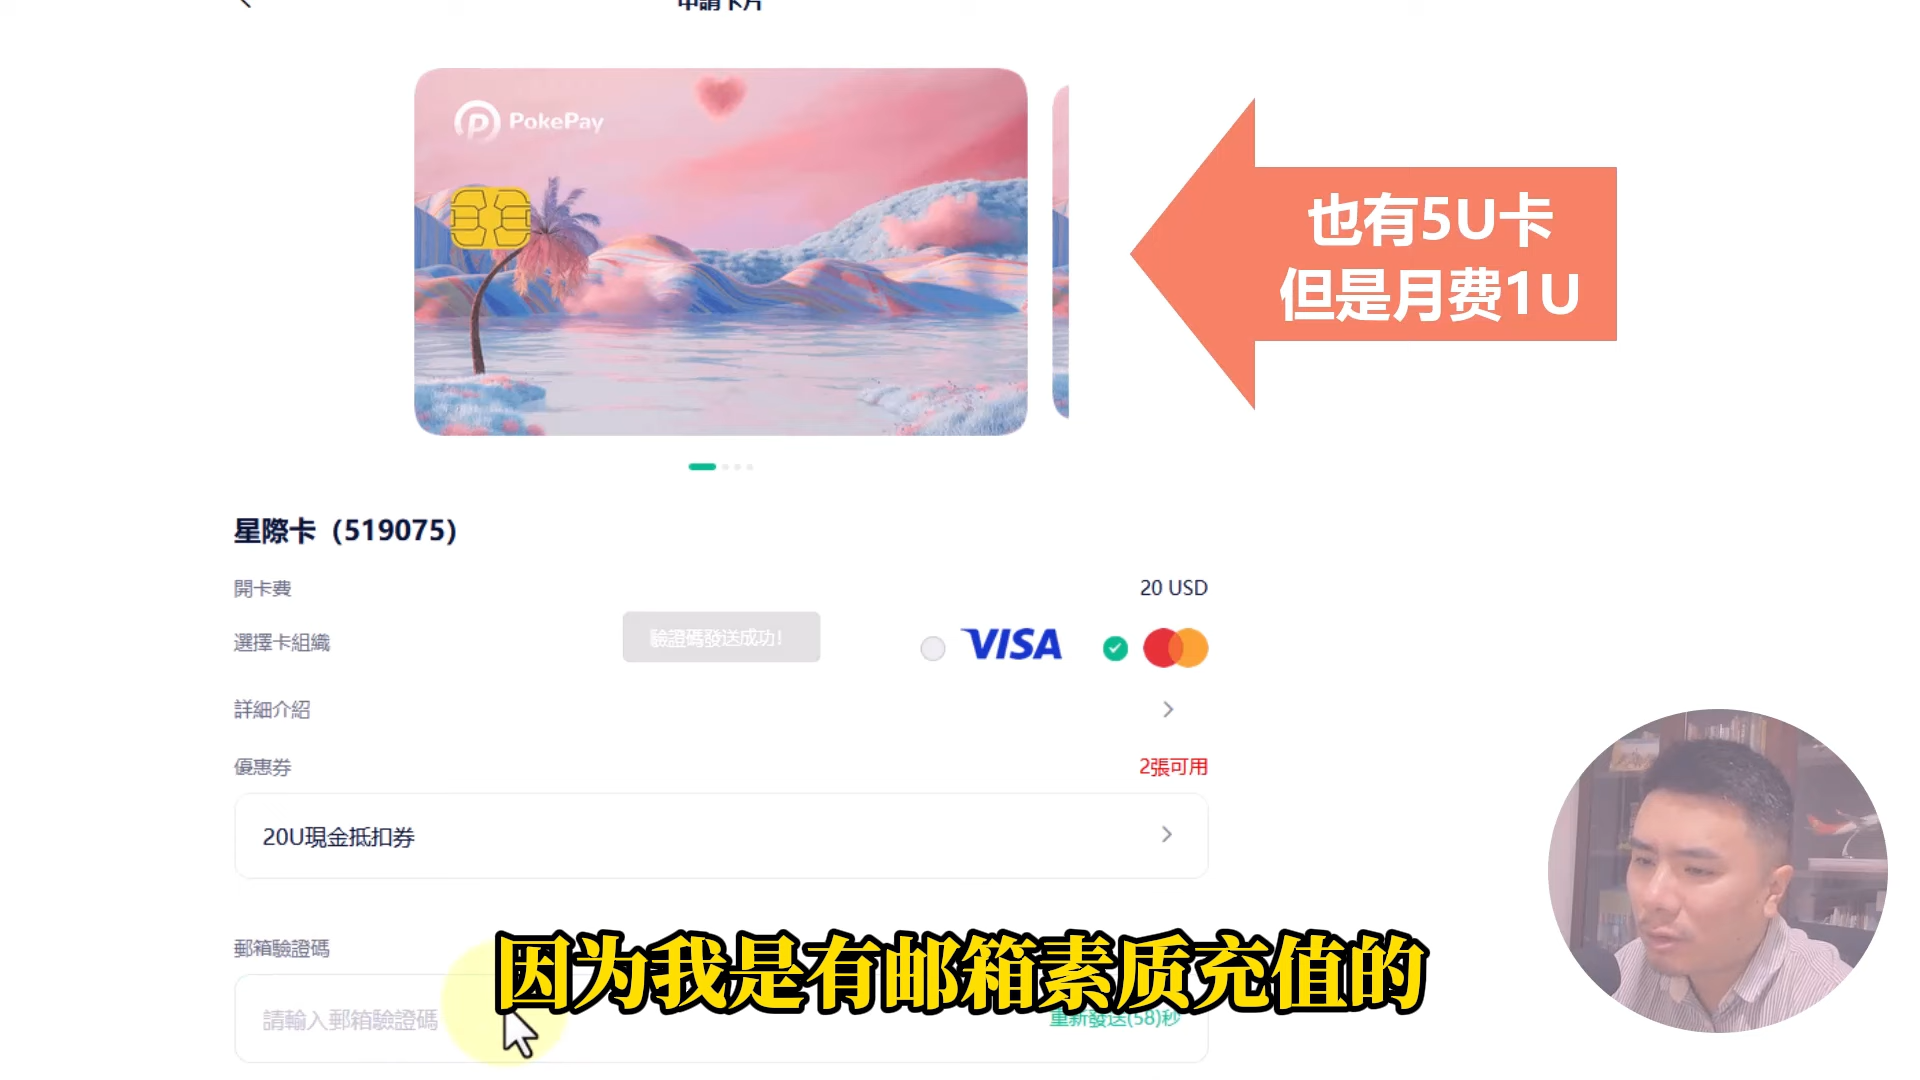 申請卡片
PokePay
也有5U卡
但是月费1U
星際卡（519075）
開卡費
20 USD
選擇卡組織
驗證碼發送成功！
VISA
詳細介紹
優惠券
2張可用
20U現金抵扣券
郵箱驗證碼
因为我是有邮箱素质充值的
請輸入郵箱驗證碼
重新發送(58)秒